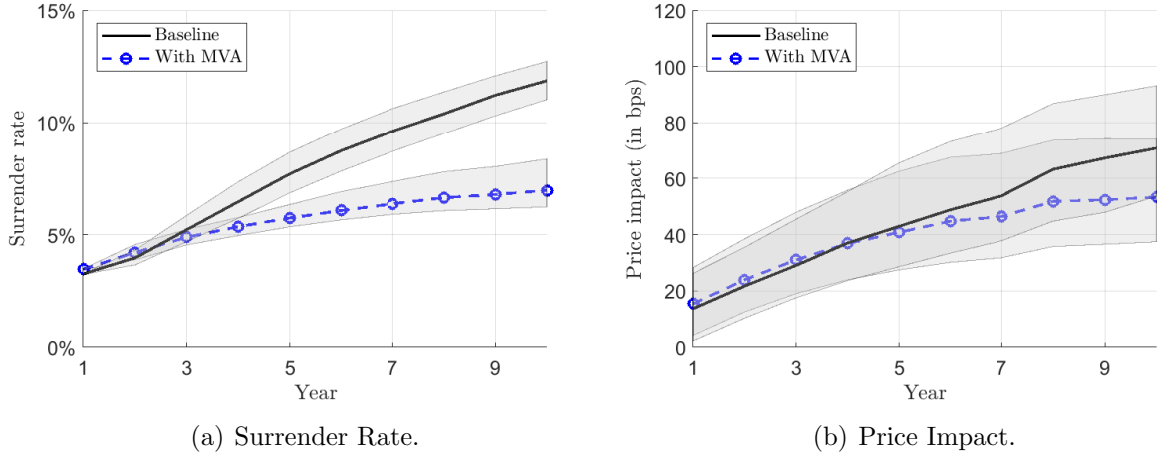 Baseline
With MVA
15%
10%
5%
0%
Surrender rate
1 3 5 7 9
Year
(a) Surrender Rate.
Baseline
With MVA
120
100
80
60
40
20
0
Price impact (in bps)
1 3 5 7 9
Year
(b) Price Impact.